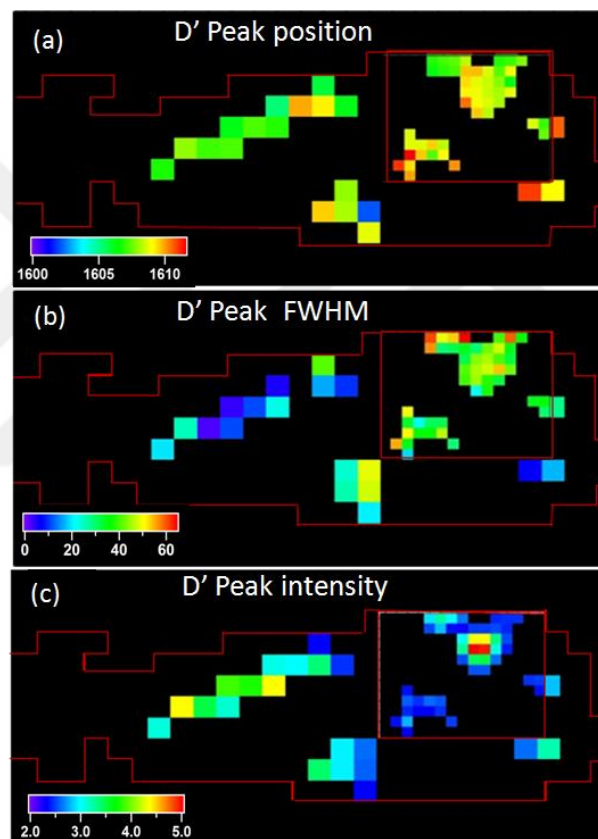 (a)
D' Peak position
1600 1605 1610
(b)
D' Peak FWHM
0 20 40 60
(c)
D' Peak intensity
2.0 3.0 4.0 5.0